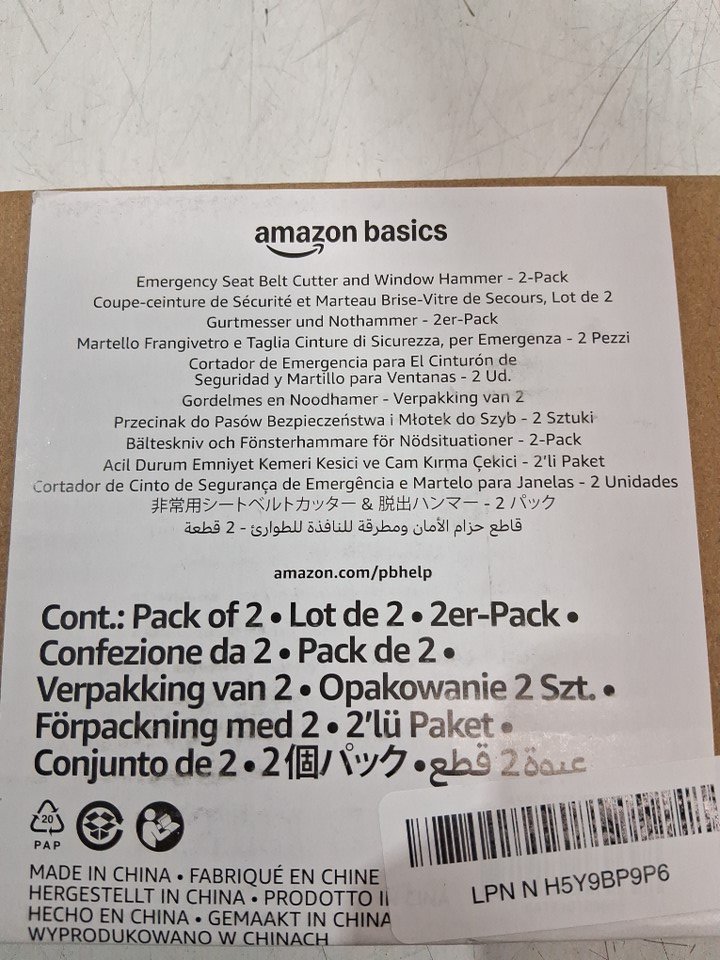 amazon basics
Emergency Seat Belt Cutter and Window Hammer - 2-Pack
Coupe-ceinture de Sécurité et Marteau Brise-Vitre de Secours, Lot de 2
Gurtmesser und Nothammer - 2er-Pack
Martello Frangivetro e Taglia Cinture di Sicurezza, per Emergenza - 2 Pezzi
Cortador de Emergencia para El Cinturón de
Seguridad y Martillo para Ventanas - 2 Ud.
Gordelmes en Noodhamer - Verpakking van 2
Przecinak do Pasów Bezpieczeństwa i Młotek do Szyb - 2 Sztuki
Bälteskniv och Fönsterhammare för Nödsituationer - 2-Pack
Acil Durum Emniyet Kemeri Kesici ve Cam Kırma Çekici - 2'li Paket
Cortador de Cinto de Segurança de Emergência e Martelo para Janelas - 2 Unidades
非常用シートベルトカッター & 脱出ハンマー - 2 パック
قاطع حزام الأمان ومطرقة للنافذة للطوارئ - 2 قطعة
amazon.com/pbhelp
Cont.: Pack of 2 • Lot de 2 • 2er-Pack •
Confezione da 2 • Pack de 2 •
Verpakking van 2 • Opakowanie 2 Szt. •
Förpackning med 2 • 2'lü Paket •
Conjunto de 2 • 2個パック • عبوة 2 قطع
20
PAP
MADE IN CHINA • FABRIQUÉ EN CHINE
HERGESTELLT IN CHINA • PRODOTTO
HECHO EN CHINA • GEMAAKT IN CHINA
WYPRODUKOWANO W CHINACH
LPN N H5Y9BP9P6